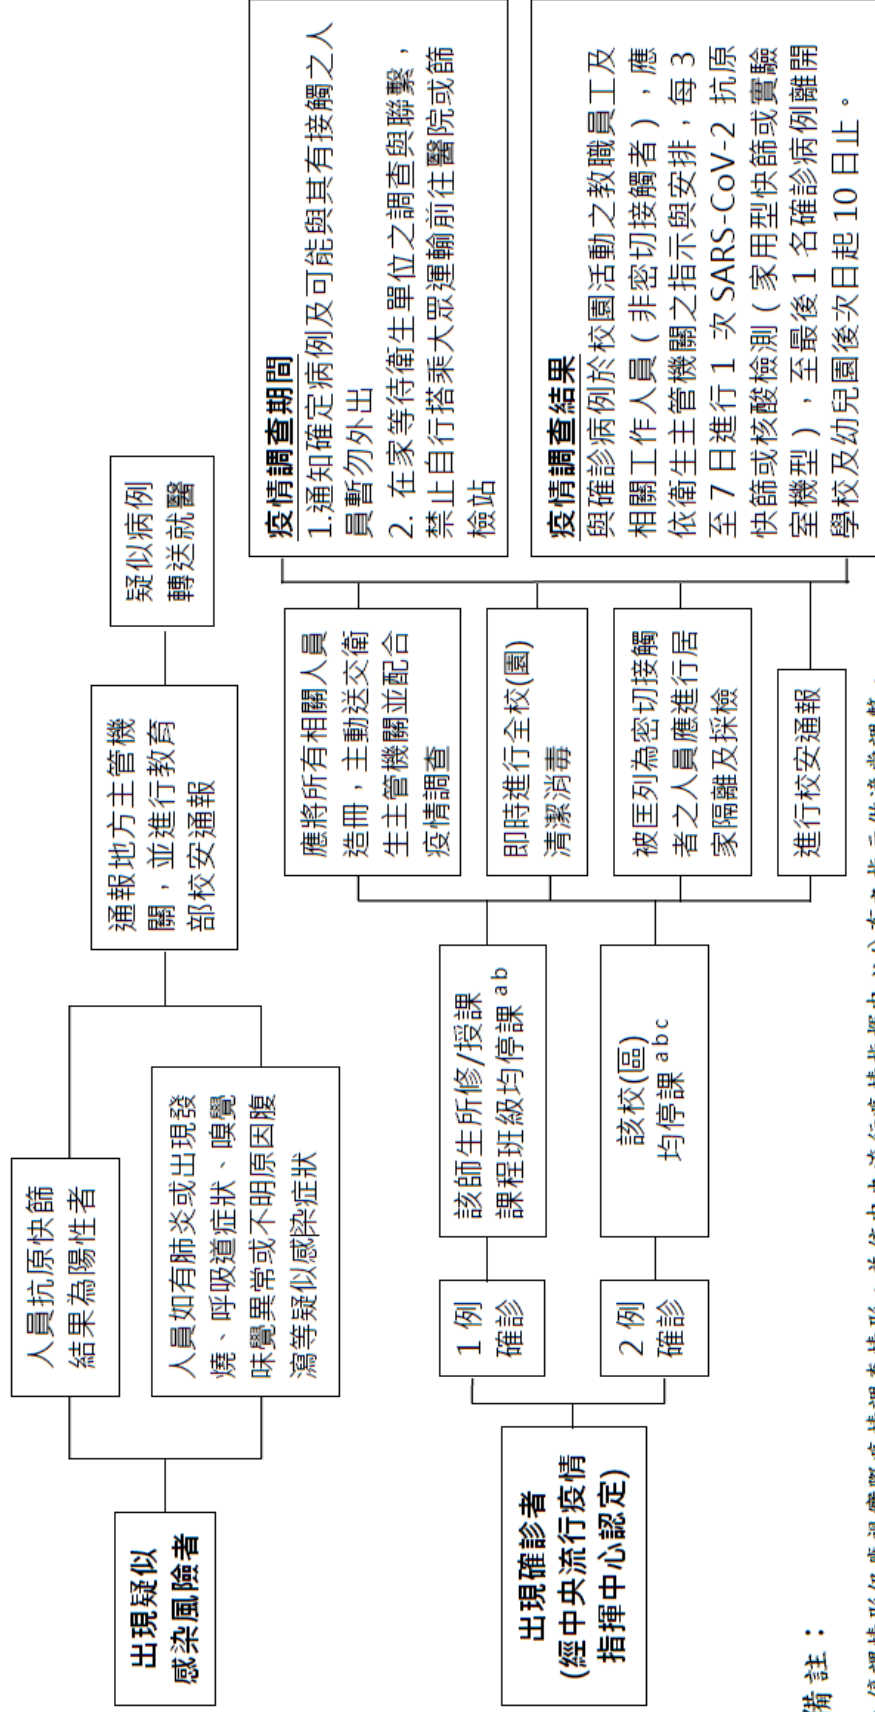 出現疑似
感染風險者
人員抗原快篩
結果為陽性者
人員如有肺炎或出現發
燒、呼吸道症狀、嗅覺
味覺異常或不明原因腹
瀉等疑似感染症狀
通報地方主管機
關，並進行教育
部校安通報
疑似病例
轉送就醫
出現確診者
(經中央流行疫情
指揮中心認定)
1 例
確診
2 例
確診
該師生所修/授課
課程班級均停課 ab
該校(區)
均停課 abc
應將所有相關人員
造冊，主動送交衛
生主管機關並配合
疫情調查
即時進行全校(園)
清潔消毒
被匡列為密切接觸
者之人員應進行居
家隔離及採檢
進行校安通報
疫情調查期間
1.通知確定病例及可能與其有接觸之人
員暫勿外出
2. 在家等待衛生單位之調查與聯繫，
禁止自行搭乘大眾運輸前往醫院或篩
檢站
疫情調查結果
與確診病例於校園活動之教職員工及
相關工作人員（非密切接觸者），應
依衛生主管機關之指示與安排，每 3
至 7 日進行 1 次 SARS-CoV-2 抗原
快篩或核酸檢測（家用型快篩或實驗
室機型），至最後 1 名確診病例離開
學校及幼兒園後次日起 10 日止。
備註：